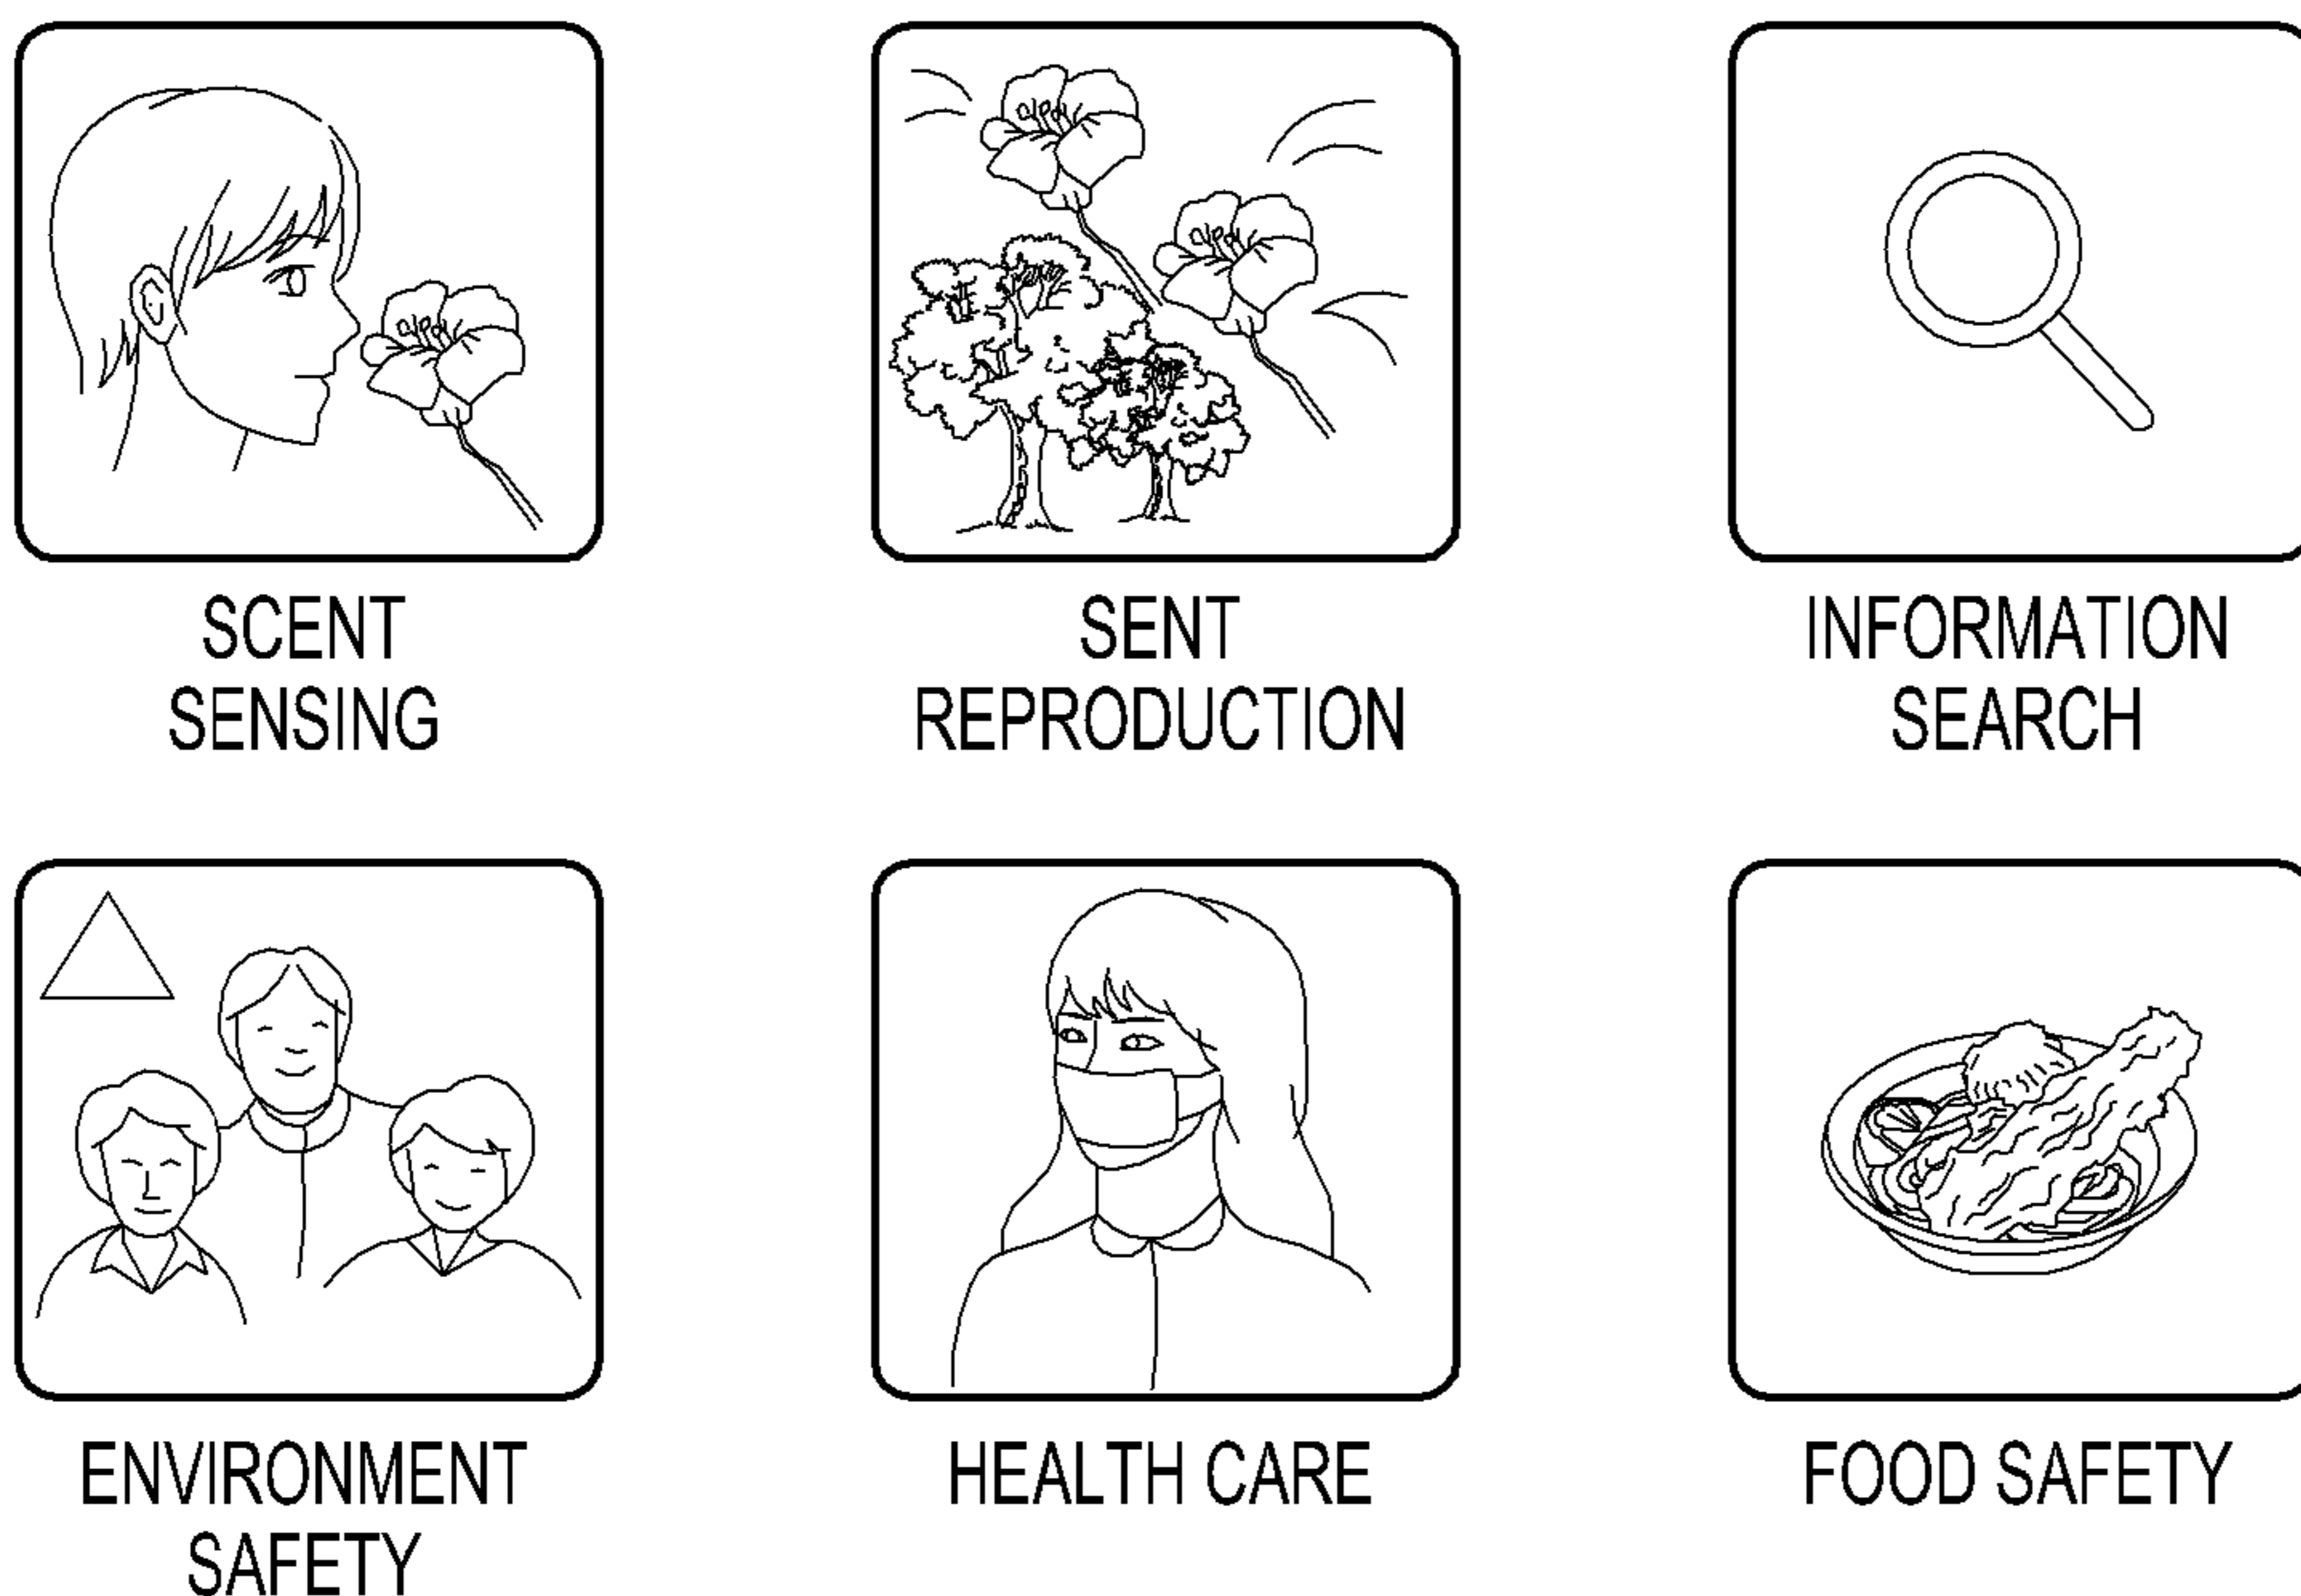 SCENT
SENSING
SENT
REPRODUCTION
INFORMATION
SEARCH
ENVIRONMENT
SAFETY
HEALTH CARE
FOOD SAFETY